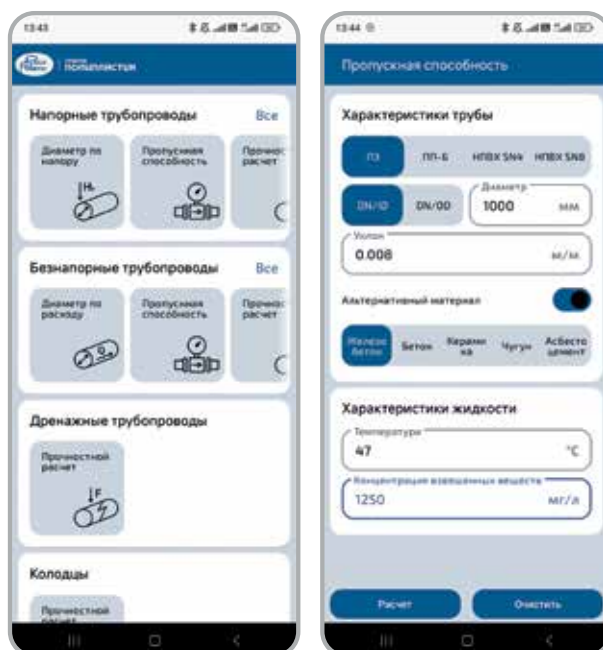 13:43
ПОЛИПЛАСТИК
Напорные трубопроводы
Все
Диаметр по
напору
Пропускная
способность
Прочнос
расчет
H
Безнапорные трубопроводы
Все
Диаметр по
расходу
Пропускная
способность
Прочнос
расчет
Дренажные трубопроводы
Прочностной
расчет
F
Колодцы
Прочностной
расчет
13:44
Пропускная способность
Характеристики трубы
ПЭ
ПП-Б
НПВХ SN4
НПВХ SN8
DN/ID
DN/OD
Диаметр
1000
мм
Уклон
0.008
м/м
Альтернативный материал
Железо
бетон
Бетон
Керами
ка
Чугун
Асбесто
цемент
Характеристики жидкости
Температура
47
°C
Концентрация взвешенных веществ
1250
мг/л
Расчет
Очистить